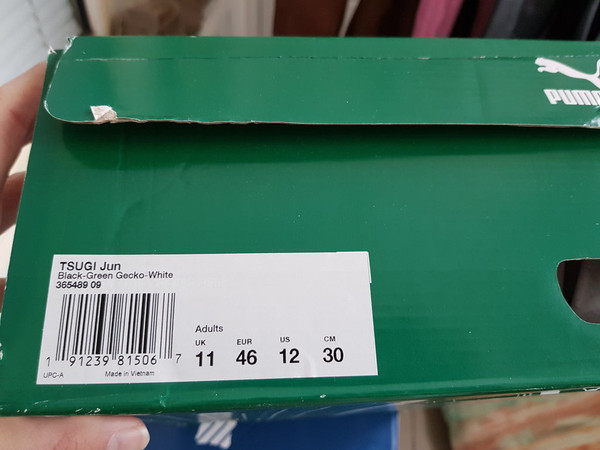 PUMA
TSUGI Jun
Black-Green Gecko-White
365489 09
1 91239 81506 7
UPC-A Made in Vietnam
Adults
UK EUR US CM
11 46 12 30